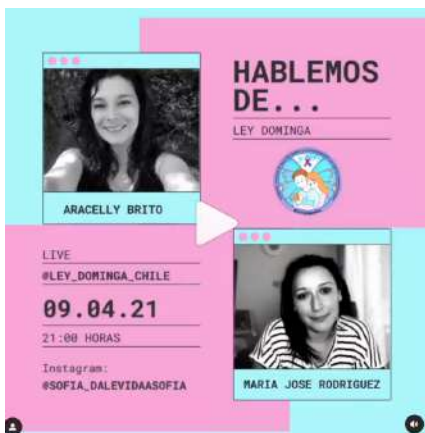 HABLEMOS
DE...
LEY DOMINGA
ARACELLY BRITO
LIVE
@LEY_DOMINGA_CHILE
09.04.21
21:00 HORAS
Instagram:
@SOFIA_DALEVIDAASOFIA
MARIA JOSE RODRIGUEZ